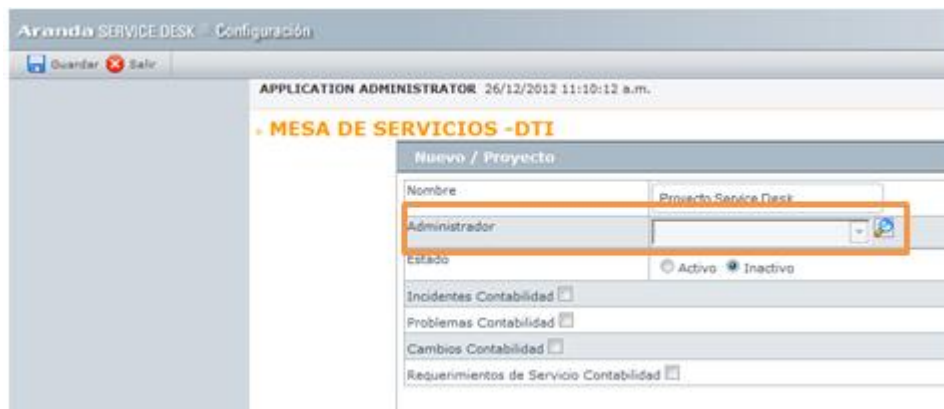 Aranda SERVICE DESK Configuración
Guardar Salir
APPLICATION ADMINISTRATOR 26/12/2012 11:10:12 a.m.
MESA DE SERVICIOS -DTI
Nuevo / Proyecto
Nombre Proyecto Service Desk
Administrador
Estado Activo Inactivo
Incidentes Contabilidad
Problemas Contabilidad
Cambios Contabilidad
Requerimientos de Servicio Contabilidad